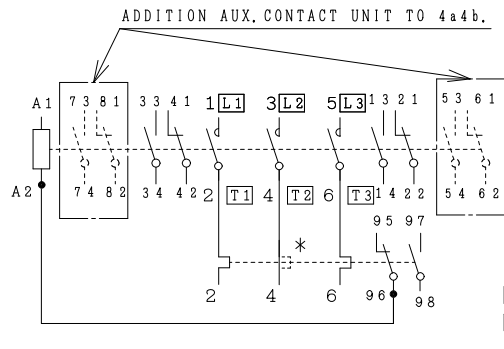 ADDITION AUX. CONTACT UNIT TO 4a4b.
A1 73 81 33 41 1 L1 3 L2 5 L3 13 21 53 61
A2 74 82 34 42 2 T1 4 T2 6 T3 14 22 54 62
95 97
*
2 4 6 96 98